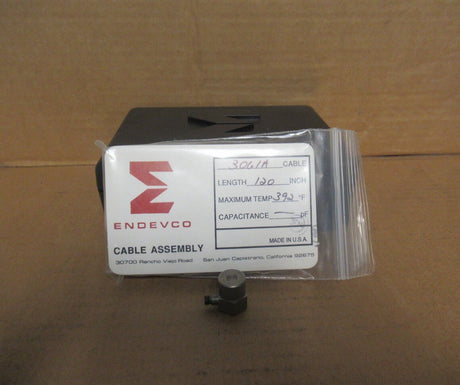 3061A CABLE
LENGTH 120 INCH
MAXIMUM TEMP 392 °F
CAPACITANCE — pF
MADE IN U.S.A.
ENDEVCO
CABLE ASSEMBLY
30700 Rancho Viejo Road San Juan Capistrano, California 92675